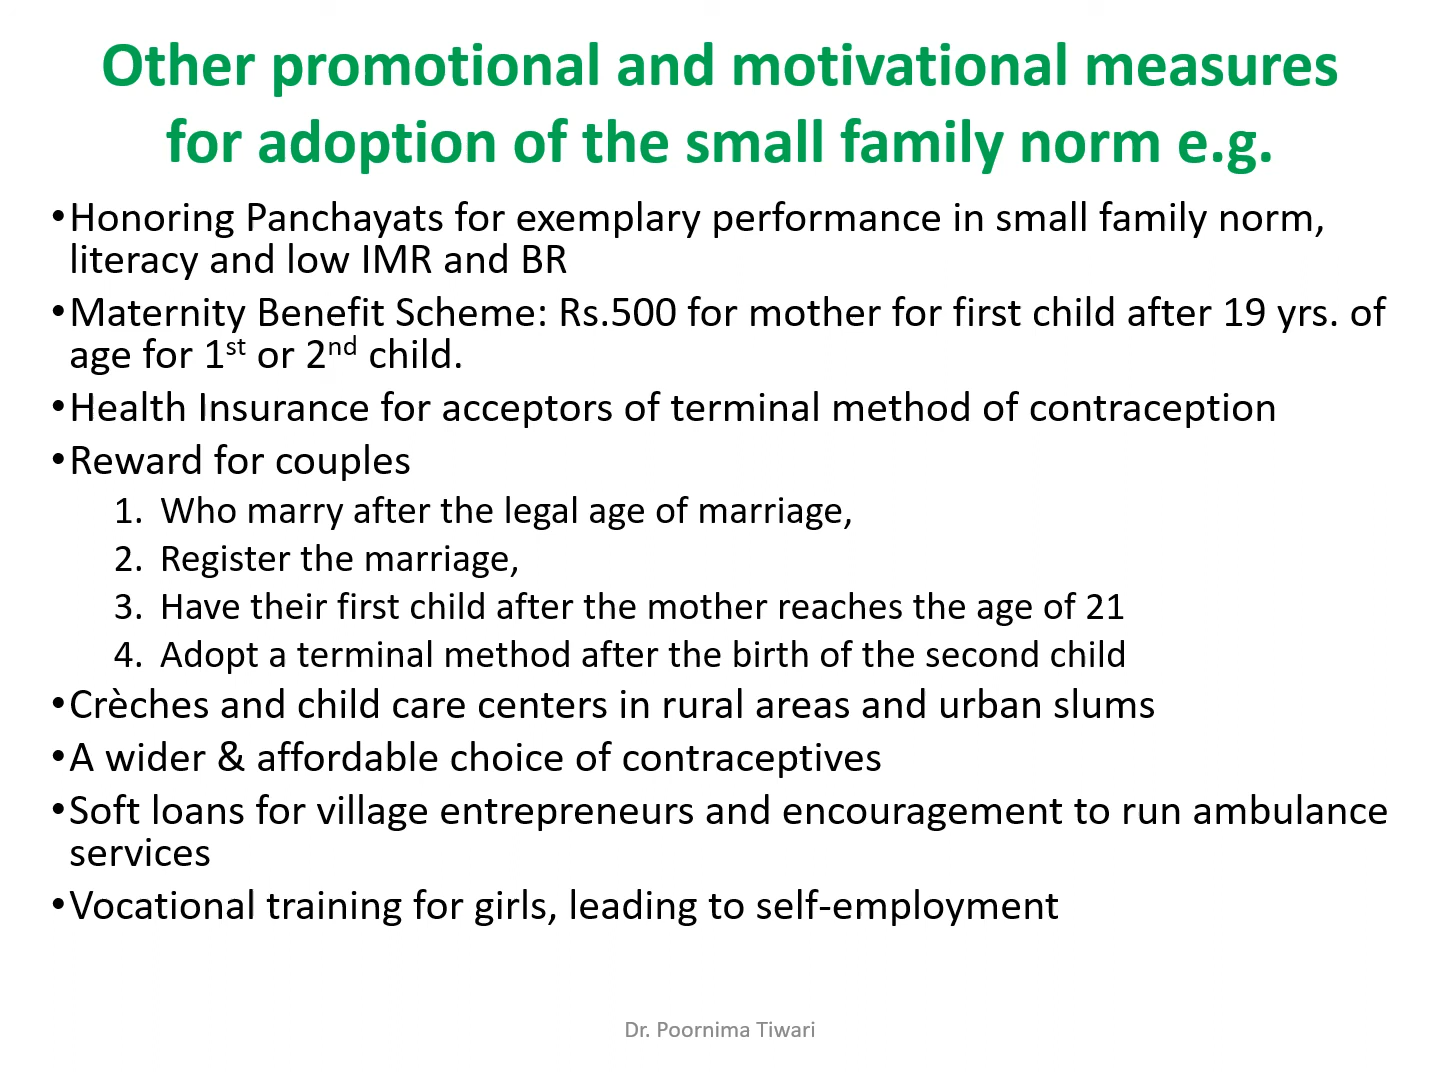 Other promotional and motivational measures
for adoption of the small family norm e.g.
•Honoring Panchayats for exemplary performance in small family norm,
literacy and low IMR and BR
•Maternity Benefit Scheme: Rs.500 for mother for first child after 19 yrs. of
age for 1st or 2nd child.
•Health Insurance for acceptors of terminal method of contraception
•Reward for couples
1. Who marry after the legal age of marriage,
2. Register the marriage,
3. Have their first child after the mother reaches the age of 21
4. Adopt a terminal method after the birth of the second child
•Crèches and child care centers in rural areas and urban slums
•A wider & affordable choice of contraceptives
•Soft loans for village entrepreneurs and encouragement to run ambulance
services
•Vocational training for girls, leading to self-employment
Dr. Poornima Tiwari